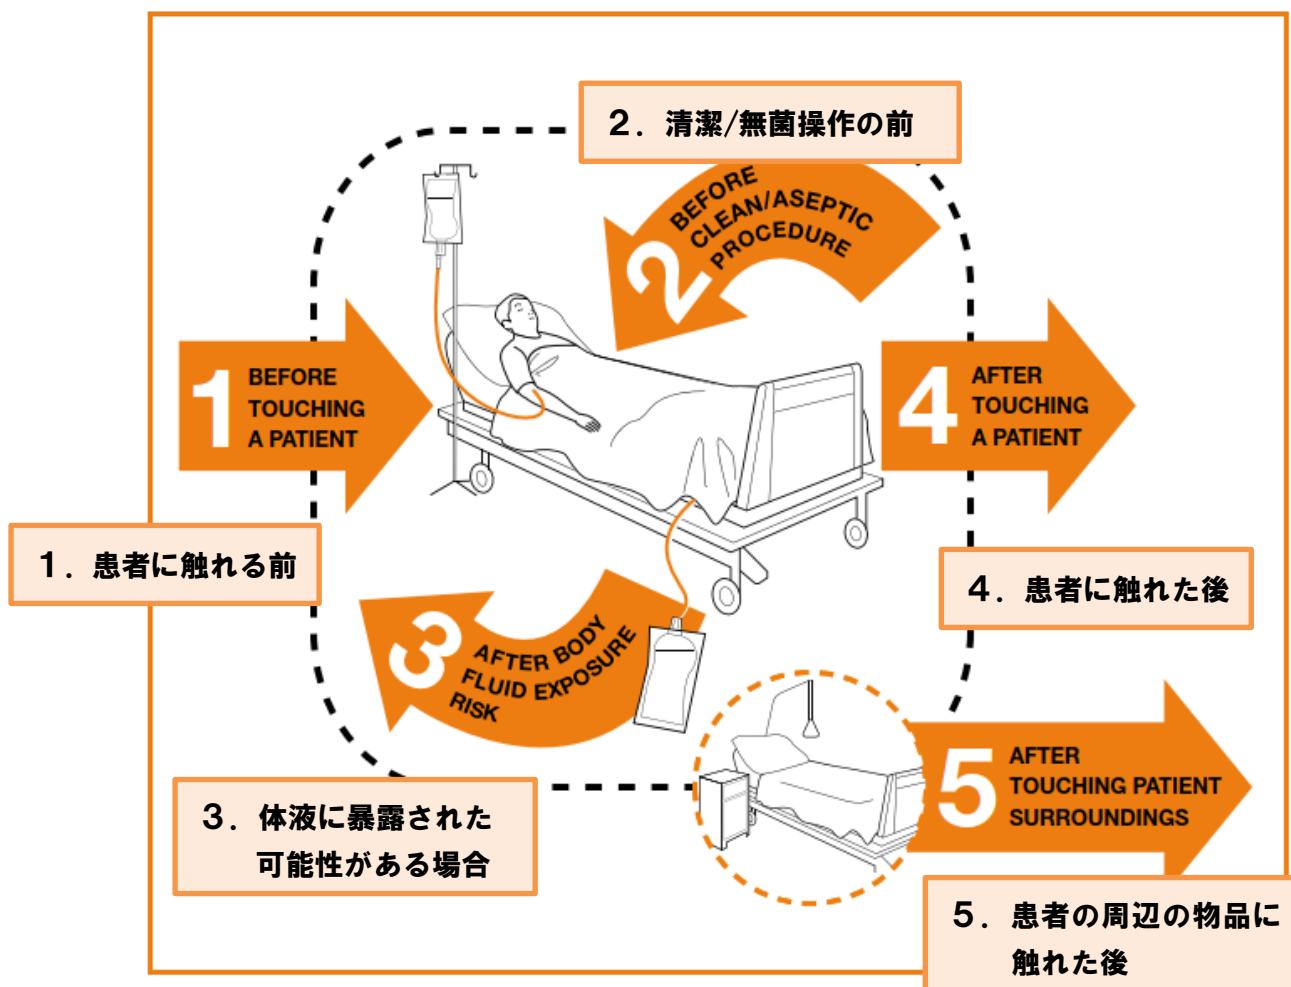 2. 清潔/無菌操作の前
2
BEFORE
CLEAN/ASEPTIC
PROCEDURE
1
BEFORE
TOUCHING
A PATIENT
4
AFTER
TOUCHING
A PATIENT
1. 患者に触れる前
4. 患者に触れた後
3
AFTER BODY
FLUID EXPOSURE
RISK
5
AFTER
TOUCHING PATIENT
SURROUNDINGS
3. 体液に暴露された
可能性がある場合
5. 患者の周辺の物品に
触れた後